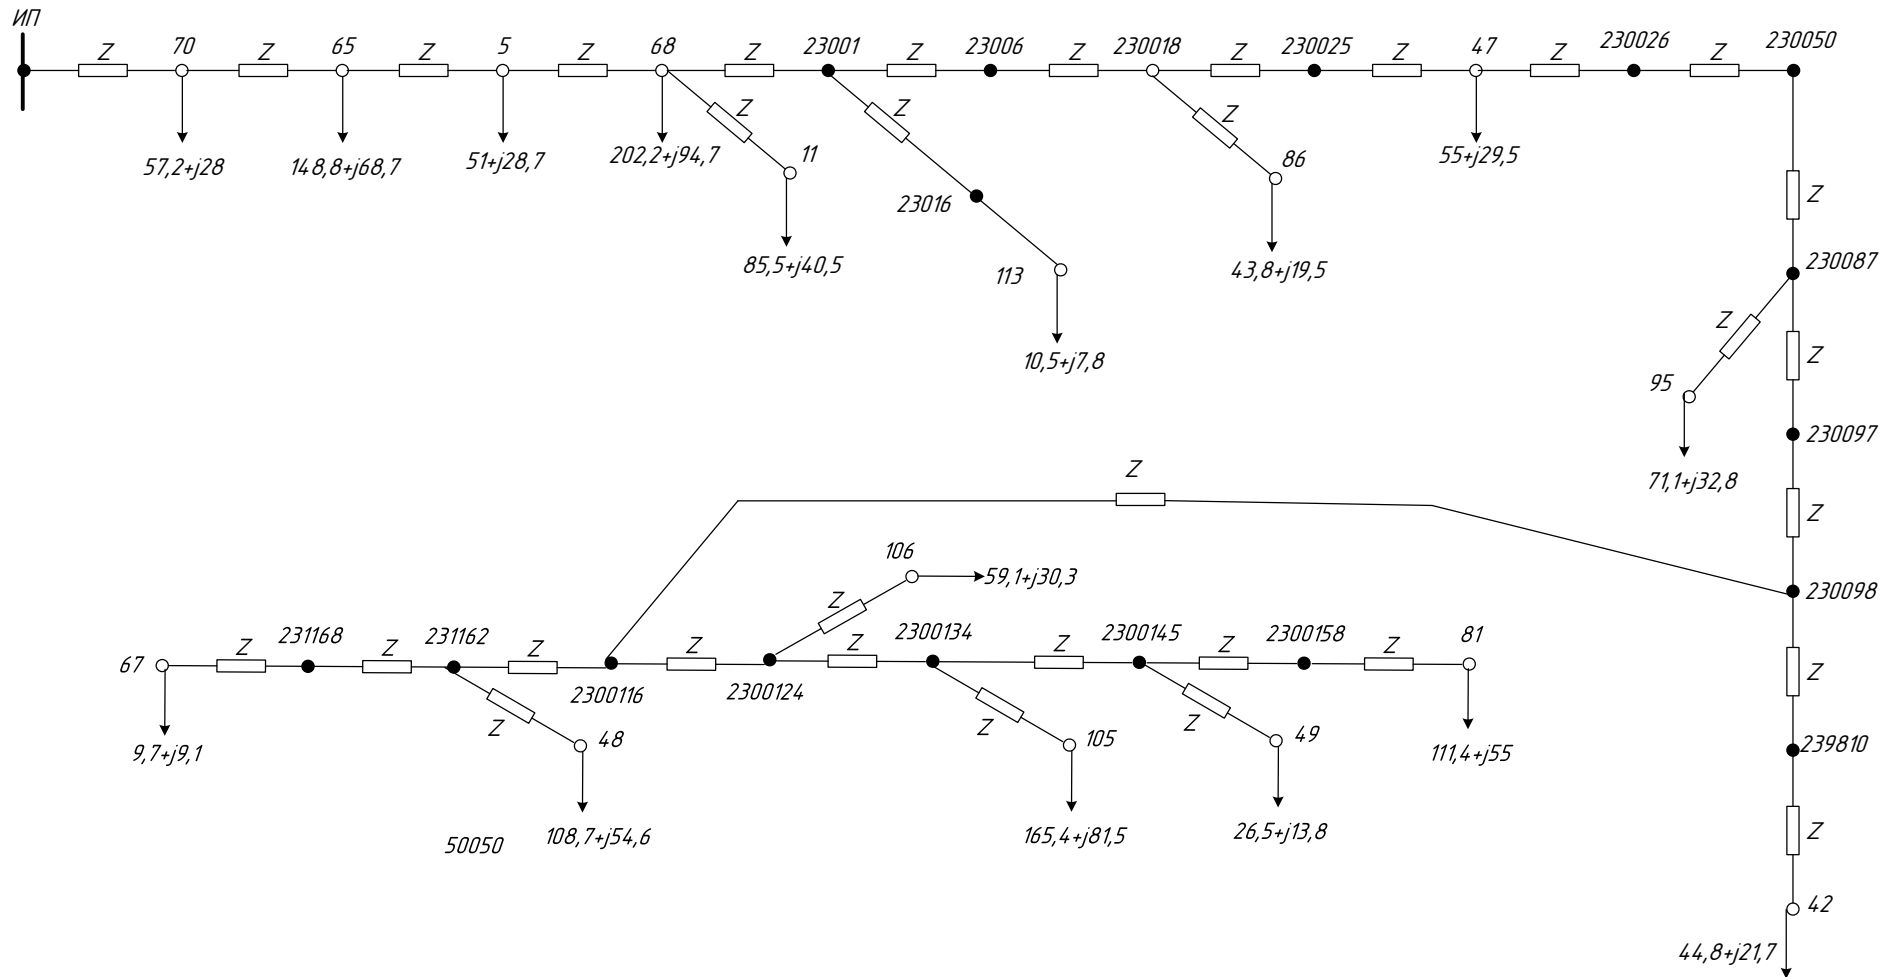 ИП
Z 70 Z 65 Z 5 Z 68 Z 23001 Z 23006 Z 230018 Z 230025 Z 47 Z 230026 Z 230050
57,2+j28
148,8+j68,7
51+j28,7
202,2+j94,7
Z
11
85,5+j40,5
Z
23016
113
10,5+j7,8
Z
86
43,8+j19,5
55+j29,5
Z
230087
Z
95
71,1+j32,8
Z
230097
Z
230098
Z
Z
239810
Z
42
44,8+j21,7
106
59,1+j30,3
Z
67 Z 231168 Z 231162 Z 2300116 Z 2300124 Z 2300134 Z 2300145 Z 2300158 Z 81
9,7+j9,1
Z
48
108,7+j54,6
50050
Z
105
165,4+j81,5
Z
49
26,5+j13,8
111,4+j55